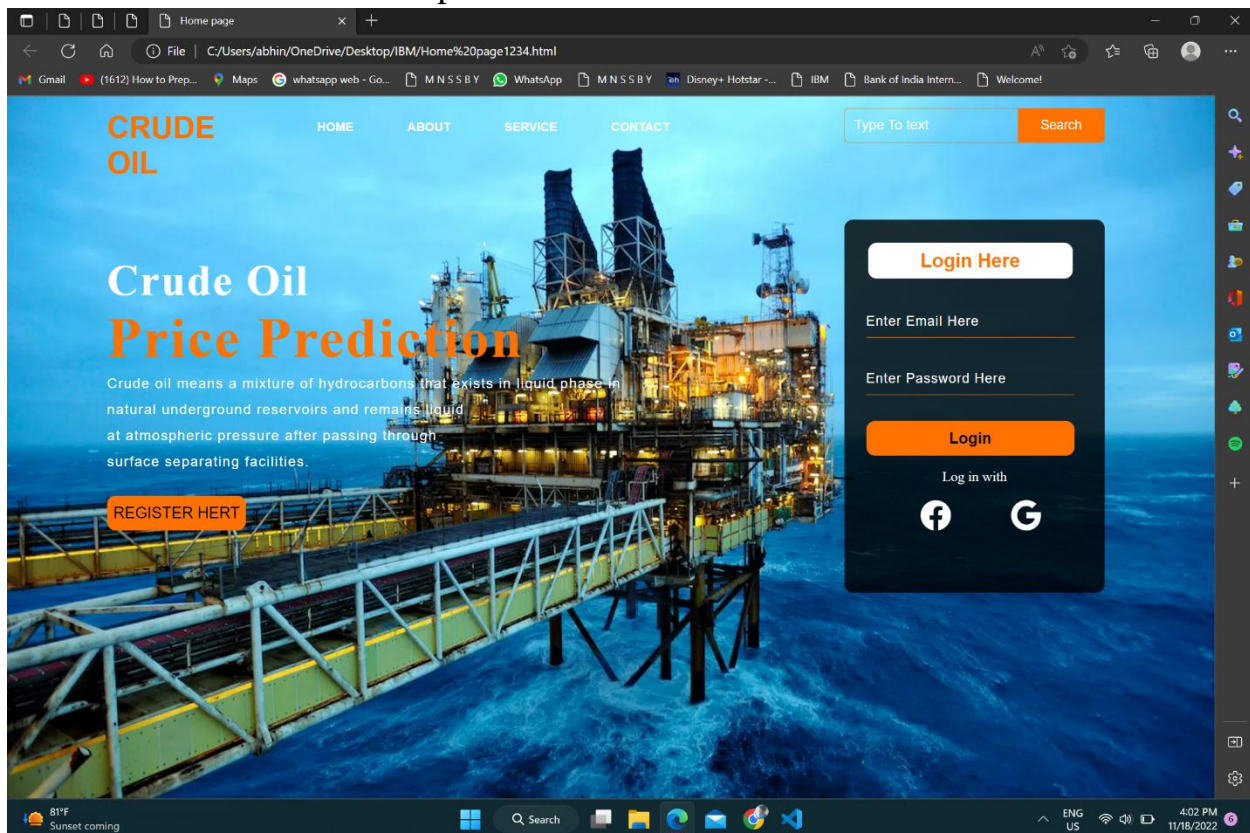 Home page
File
C:/Users/abhin/OneDrive/Desktop/IBM/Home%20page1234.html
Gmail
(1612) How to Prep...
Maps
whatsapp web - Go...
M N S S B Y
WhatsApp
M N S S B Y
Disney+ Hotstar -...
IBM
Bank of India Intern...
Welcome!
CRUDE
OIL
HOME
ABOUT
SERVICE
CONTACT
Type To text
Search
Crude Oil
Price Prediction
Crude oil means a mixture of hydrocarbons that exists in liquid phase in
natural underground reservoirs and remains liquid
at atmospheric pressure after passing through
surface separating facilities.
REGISTER HERT
Login Here
Enter Email Here
Enter Password Here
Login
Log in with
81°F
Sunset coming
Search
ENG
US
4:02 PM
11/18/2022
6